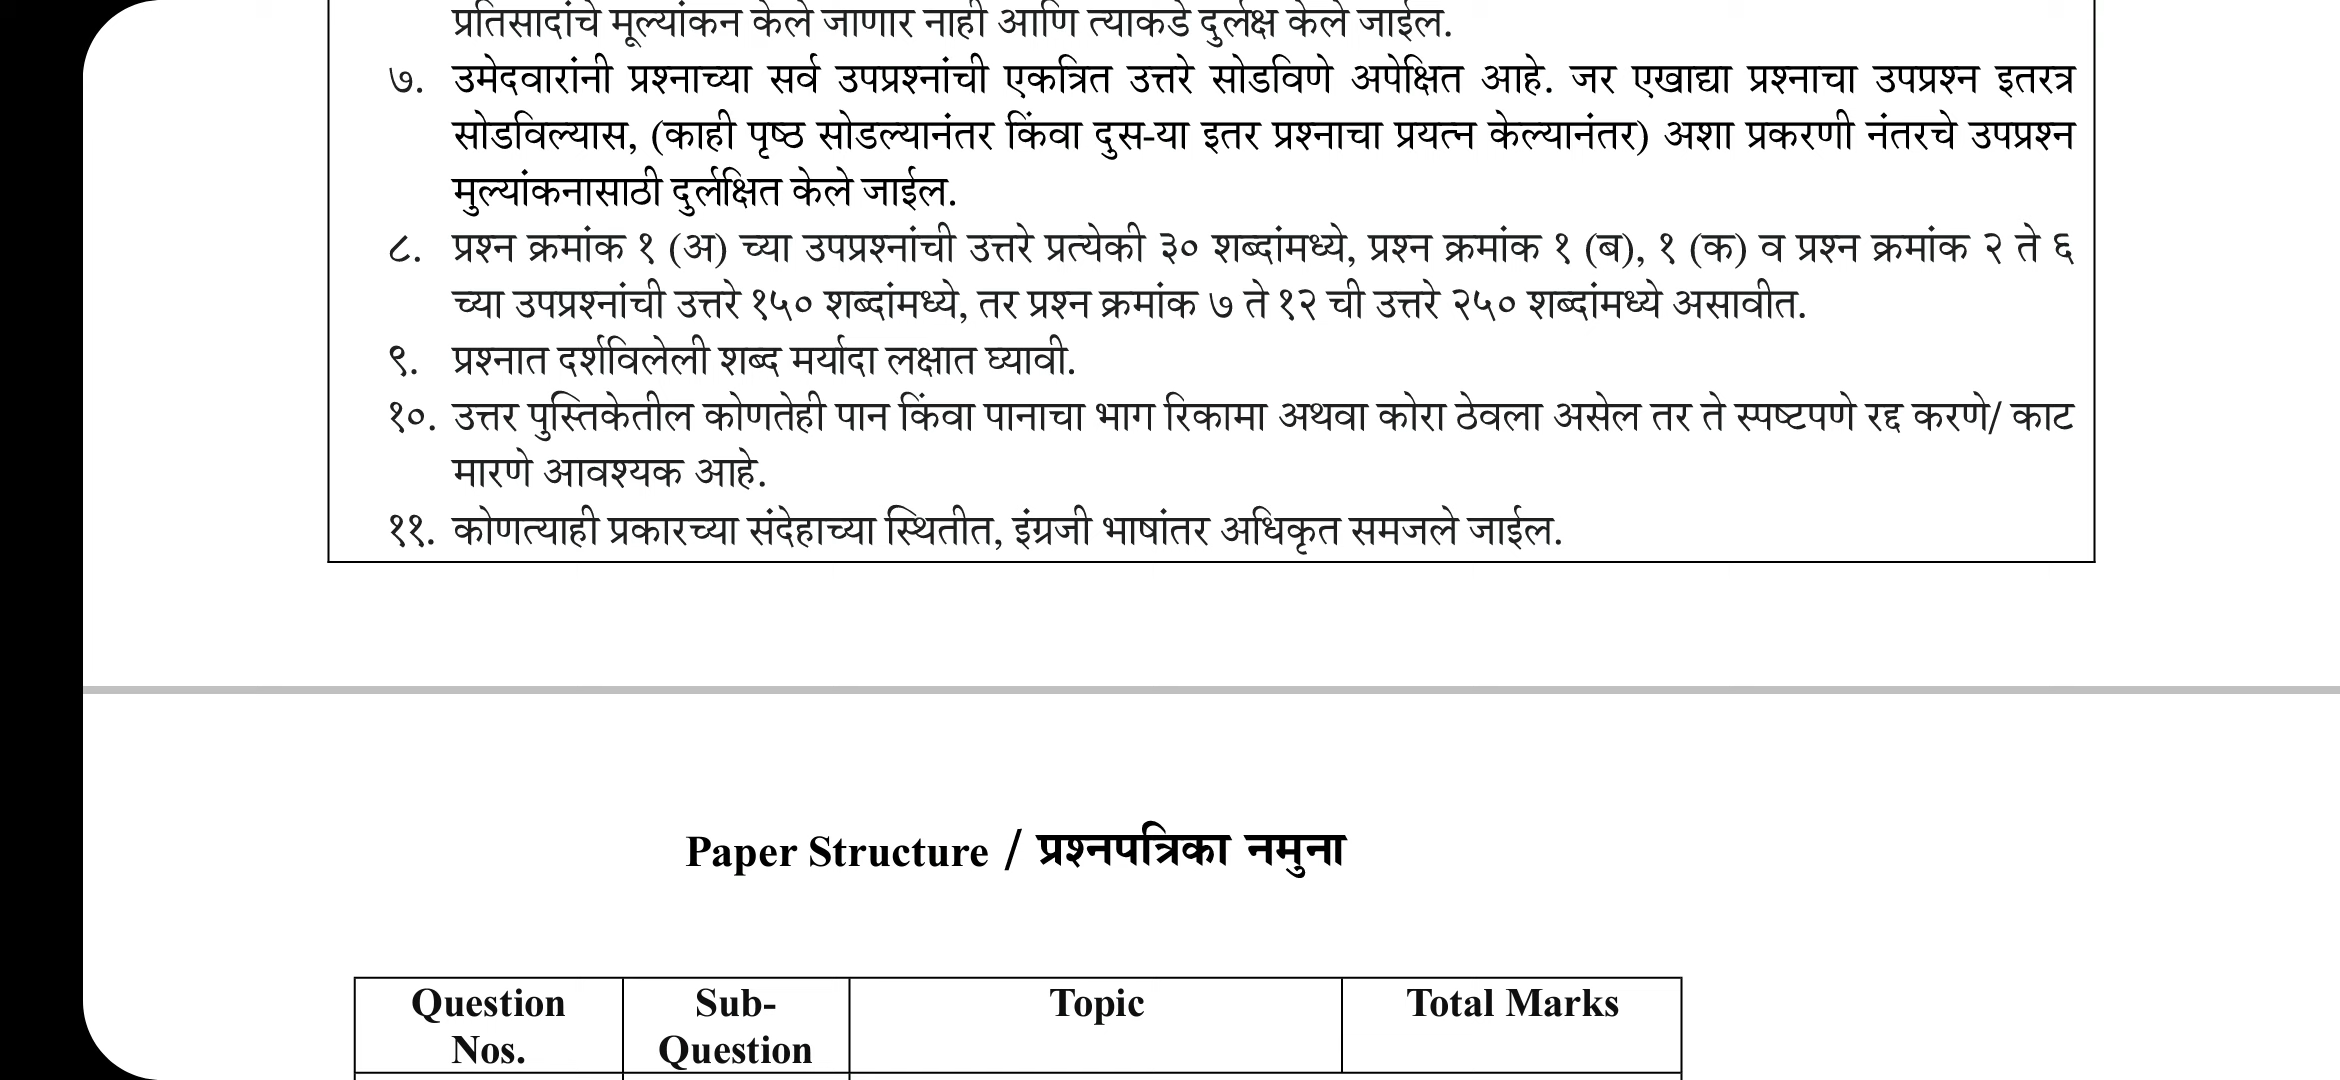 प्रतिसादांचे मूल्यांकन केले जाणार नाही आणि त्याकडे दुर्लक्ष केले जाईल.
७. उमेदवारांनी प्रश्नाच्या सर्व उपप्रश्नांची एकत्रित उत्तरे सोडविणे अपेक्षित आहे. जर एखाद्या प्रश्नाचा उपप्रश्न इतरत्र
सोडविल्यास, (काही पृष्ठ सोडल्यानंतर किंवा दुस-या इतर प्रश्नाचा प्रयत्न केल्यानंतर) अशा प्रकरणी नंतरचे उपप्रश्न
मुल्यांकनासाठी दुर्लक्षित केले जाईल.
८. प्रश्न क्रमांक १ (अ) च्या उपप्रश्नांची उत्तरे प्रत्येकी ३० शब्दांमध्ये, प्रश्न क्रमांक १ (ब), १ (क) व प्रश्न क्रमांक २ ते ६
च्या उपप्रश्नांची उत्तरे १५० शब्दांमध्ये, तर प्रश्न क्रमांक ७ ते १२ ची उत्तरे २५० शब्दांमध्ये असावीत.
९. प्रश्नात दर्शविलेली शब्द मर्यादा लक्षात घ्यावी.
१०. उत्तर पुस्तिकेतील कोणतेही पान किंवा पानाचा भाग रिकामा अथवा कोरा ठेवला असेल तर ते स्पष्टपणे रद्द करणे/ काट
मारणे आवश्यक आहे.
११. कोणत्याही प्रकारच्या संदेहाच्या स्थितीत, इंग्रजी भाषांतर अधिकृत समजले जाईल.
Paper Structure / प्रश्नपत्रिका नमुना
Question Nos.
Sub-Question
Topic
Total Marks